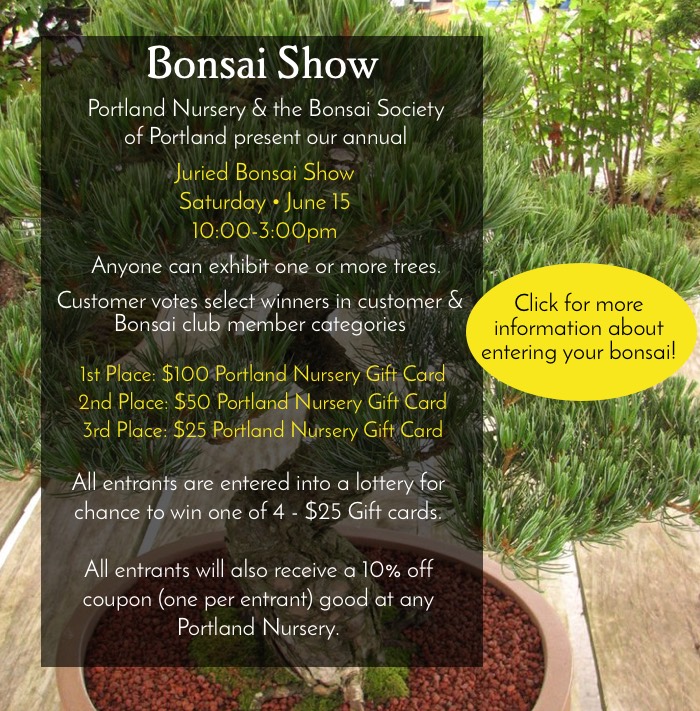 Bonsai Show
Portland Nursery & the Bonsai Society
of Portland present our annual
Juried Bonsai Show
Saturday • June 15
10:00-3:00pm
Anyone can exhibit one or more trees.
Customer votes select winners in customer &
Bonsai club member categories
1st Place: $100 Portland Nursery Gift Card
2nd Place: $50 Portland Nursery Gift Card
3rd Place: $25 Portland Nursery Gift Card
All entrants are entered into a lottery for
chance to win one of 4 - $25 Gift cards.
All entrants will also receive a 10% off
coupon (one per entrant) good at any
Portland Nursery.
Click for more
information about
entering your bonsai!